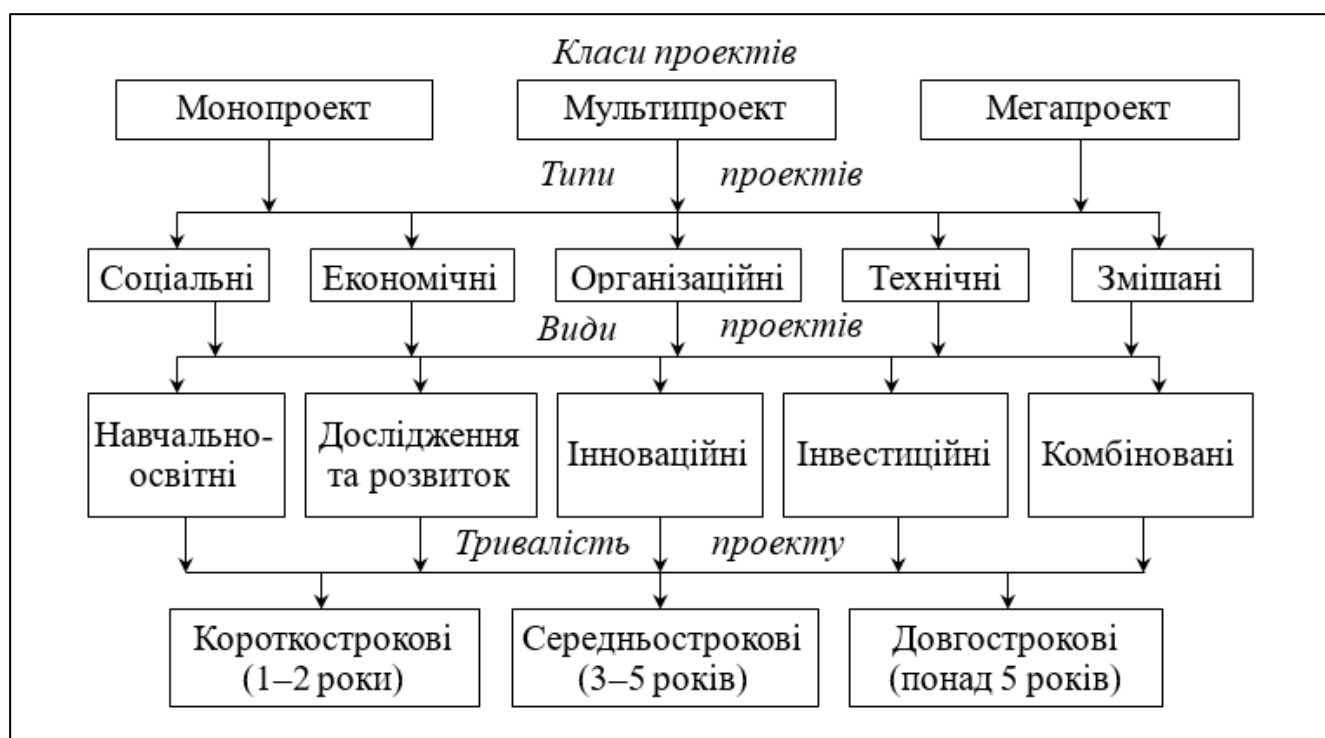 Класи проектів
Монопроект
Мультипроект
Мегапроект
Типи проектів
Соціальні
Економічні
Організаційні
Технічні
Змішані
Види проектів
Навчально-
освітні
Дослідження
та розвиток
Інноваційні
Інвестиційні
Комбіновані
Тривалість проекту
Короткострокові
(1–2 роки)
Середньострокові
(3–5 років)
Довгострокові
(понад 5 років)